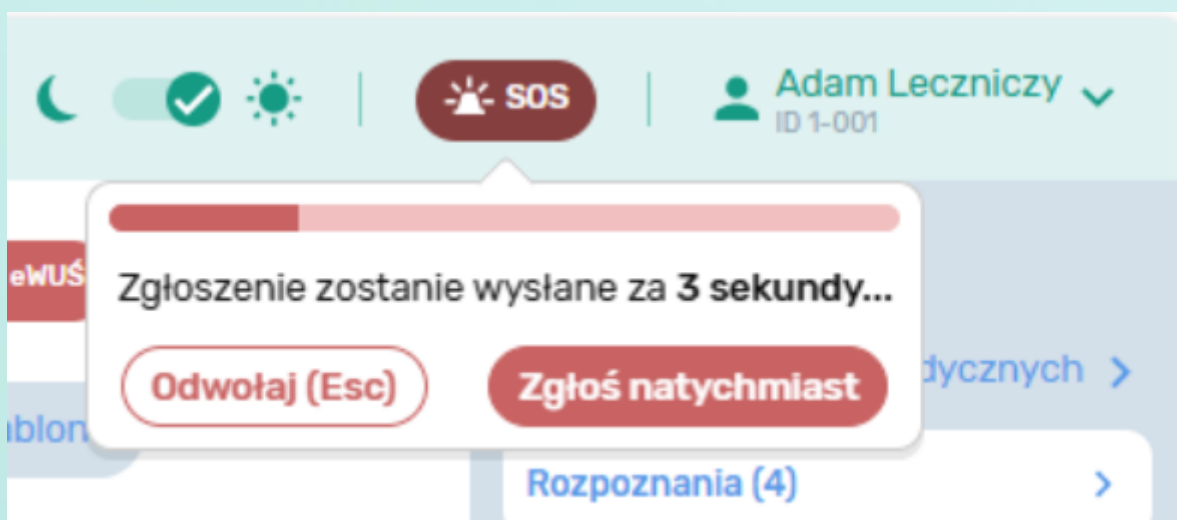 SOS
Adam Leczniczy
ID 1-001
eWUŚ
Zgłoszenie zostanie wysłane za 3 sekundy...
Odwołaj (Esc)
Zgłoś natychmiast
dycznych
ablon
Rozpoznania (4)